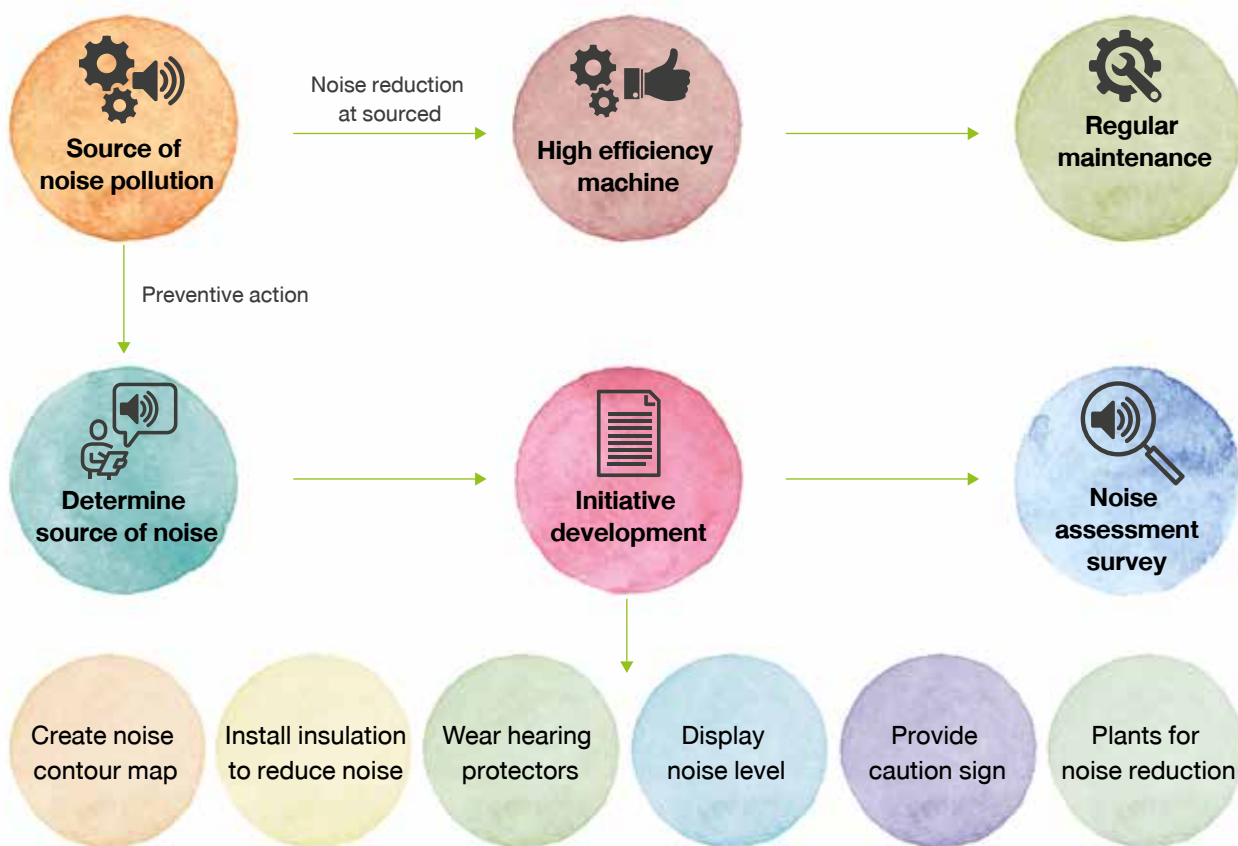 Source of
noise pollution
Noise reduction
at sourced
High efficiency
machine
Regular
maintenance
Preventive action
Determine
source of noise
Initiative
development
Noise
assessment
survey
Create noise
contour map
Install insulation
to reduce noise
Wear hearing
protectors
Display
noise level
Provide
caution sign
Plants for
noise reduction